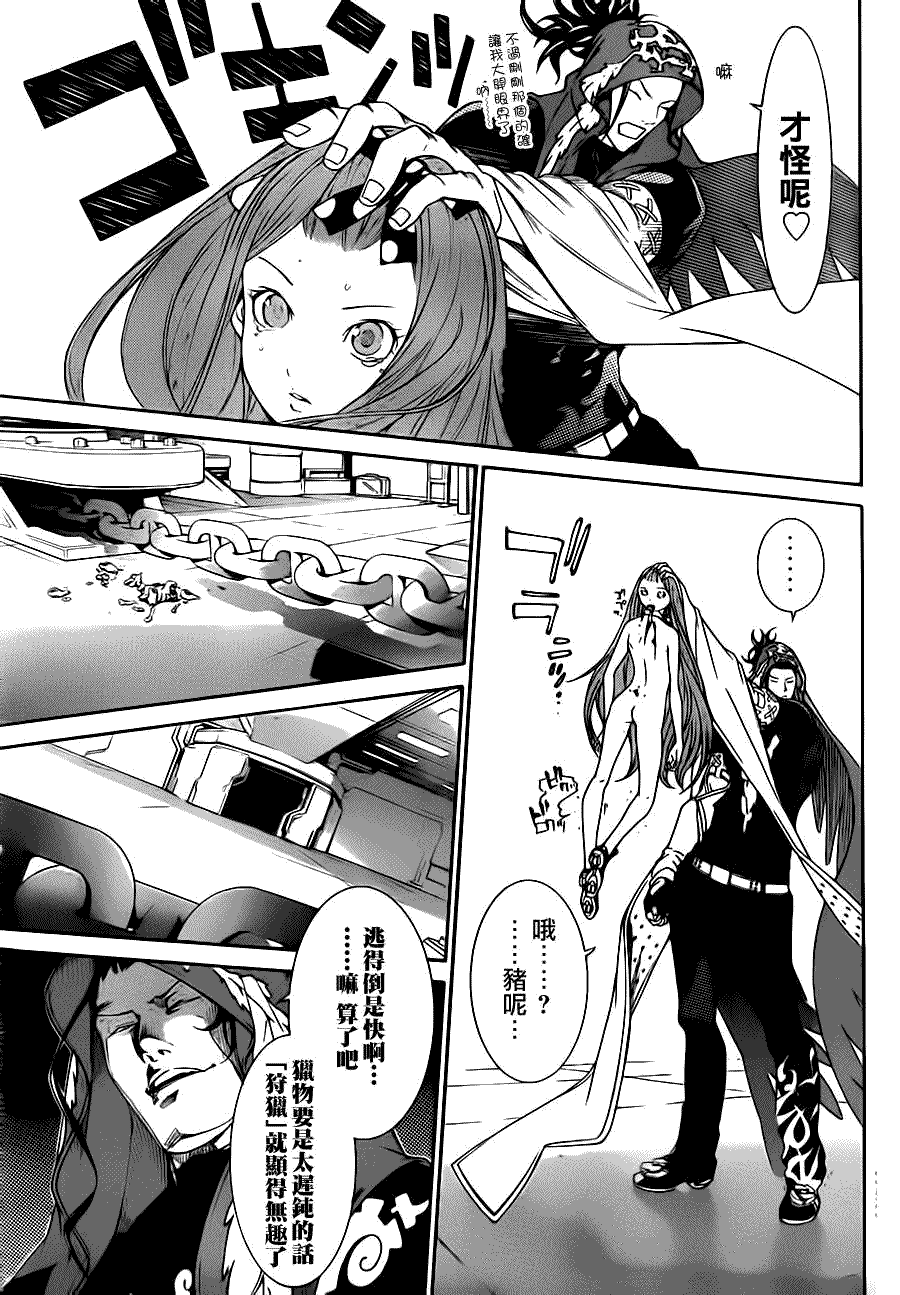 才怪呢♡
嘛
不過剛剛那個的確
讓我大開眼界了
吶～～
ゴキンッ
………
ブラ
ブラ
哦……？
……豬呢…
逃得倒是快啊…
……嘛 算了吧
獵物要是太遲鈍的話
「狩獵」就顯得無趣了